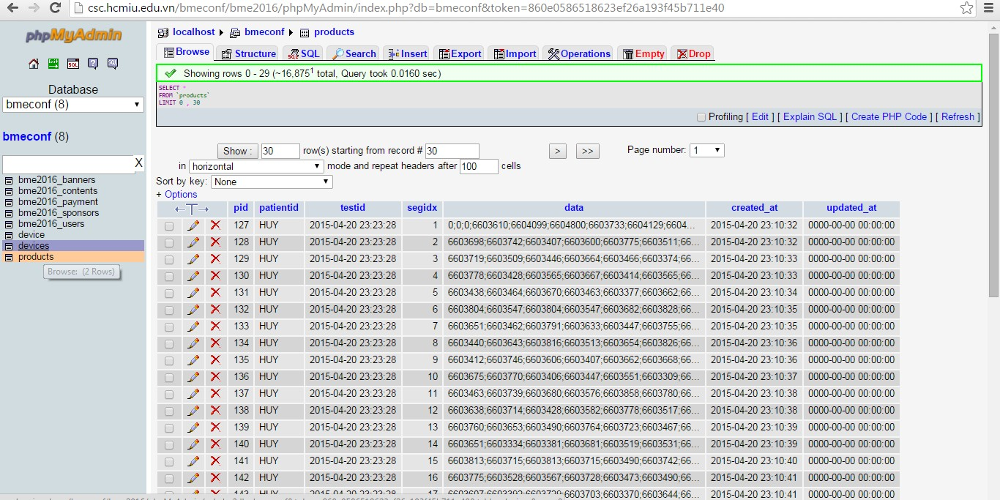 csc.hcmiu.edu.vn/bmeconf/bme2016/phpMyAdmin/index.php?db=bmeconf&token=860e0586518623ef26a193f45b711e40
phpMyAdmin
Database
bmeconf (8)
bmeconf (8)
X
bme2016_banners
bme2016_contents
bme2016_payment
bme2016_sponsors
bme2016_users
device
devices
products
Browse: (2 Rows)
localhost bmeconf products
Browse Structure SQL Search Insert Export Import Operations Empty Drop
Showing rows 0 - 29 (~16,875¹ total, Query took 0.0160 sec)
SELECT *
FROM `products`
LIMIT 0 , 30
Profiling [ Edit ] [ Explain SQL ] [ Create PHP Code ] [ Refresh ]
Show : 30 row(s) starting from record # 30 > >> Page number: 1
in horizontal mode and repeat headers after 100 cells
Sort by key: None
+ Options
←T→ pid patientid testid segidx data created_at updated_at
127 HUY 2015-04-20 23:23:28 1 0;0;0;6603610;6604099;6604800;6603733;6604129;6604... 2015-04-20 23:10:32 0000-00-00 00:00:00
128 HUY 2015-04-20 23:23:28 2 6603698;6603742;6603407;6603600;6603775;6603511;66... 2015-04-20 23:10:32 0000-00-00 00:00:00
129 HUY 2015-04-20 23:23:28 3 6603719;6603509;6603446;6603664;6603466;6603374;66... 2015-04-20 23:10:33 0000-00-00 00:00:00
130 HUY 2015-04-20 23:23:28 4 6603778;6603428;6603565;6603667;6603414;6603565;66... 2015-04-20 23:10:33 0000-00-00 00:00:00
131 HUY 2015-04-20 23:23:28 5 6603438;6603464;6603670;6603463;6603377;6603662;66... 2015-04-20 23:10:34 0000-00-00 00:00:00
132 HUY 2015-04-20 23:23:28 6 6603804;6603547;6603804;6603547;6603682;6603828;66... 2015-04-20 23:10:35 0000-00-00 00:00:00
133 HUY 2015-04-20 23:23:28 7 6603651;6603462;6603791;6603633;6603447;6603755;66... 2015-04-20 23:10:35 0000-00-00 00:00:00
134 HUY 2015-04-20 23:23:28 8 6603440;6603643;6603816;6603513;6603654;6603826;66... 2015-04-20 23:10:36 0000-00-00 00:00:00
135 HUY 2015-04-20 23:23:28 9 6603412;6603746;6603606;6603407;6603662;6603668;66... 2015-04-20 23:10:36 0000-00-00 00:00:00
136 HUY 2015-04-20 23:23:28 10 6603675;6603770;6603406;6603447;6603551;6603309;66... 2015-04-20 23:10:37 0000-00-00 00:00:00
137 HUY 2015-04-20 23:23:28 11 6603463;6603739;6603680;6603576;6603858;6603780;66... 2015-04-20 23:10:38 0000-00-00 00:00:00
138 HUY 2015-04-20 23:23:28 12 6603638;6603714;6603428;6603582;6603778;6603517;66... 2015-04-20 23:10:38 0000-00-00 00:00:00
139 HUY 2015-04-20 23:23:28 13 6603760;6603653;6603490;6603764;6603723;6603467;66... 2015-04-20 23:10:39 0000-00-00 00:00:00
140 HUY 2015-04-20 23:23:28 14 6603651;6603334;6603381;6603681;6603519;6603531;66... 2015-04-20 23:10:39 0000-00-00 00:00:00
141 HUY 2015-04-20 23:23:28 15 6603813;6603715;6603813;6603715;6603490;6603742;66... 2015-04-20 23:10:40 0000-00-00 00:00:00
142 HUY 2015-04-20 23:23:28 16 6603775;6603528;6603567;6603728;6603473;6603490;66... 2015-04-20 23:10:41 0000-00-00 00:00:00
143 HUY 2015-04-20 23:23:28 17 2015-04-20 23:10:41 0000-00-00 00:00:00